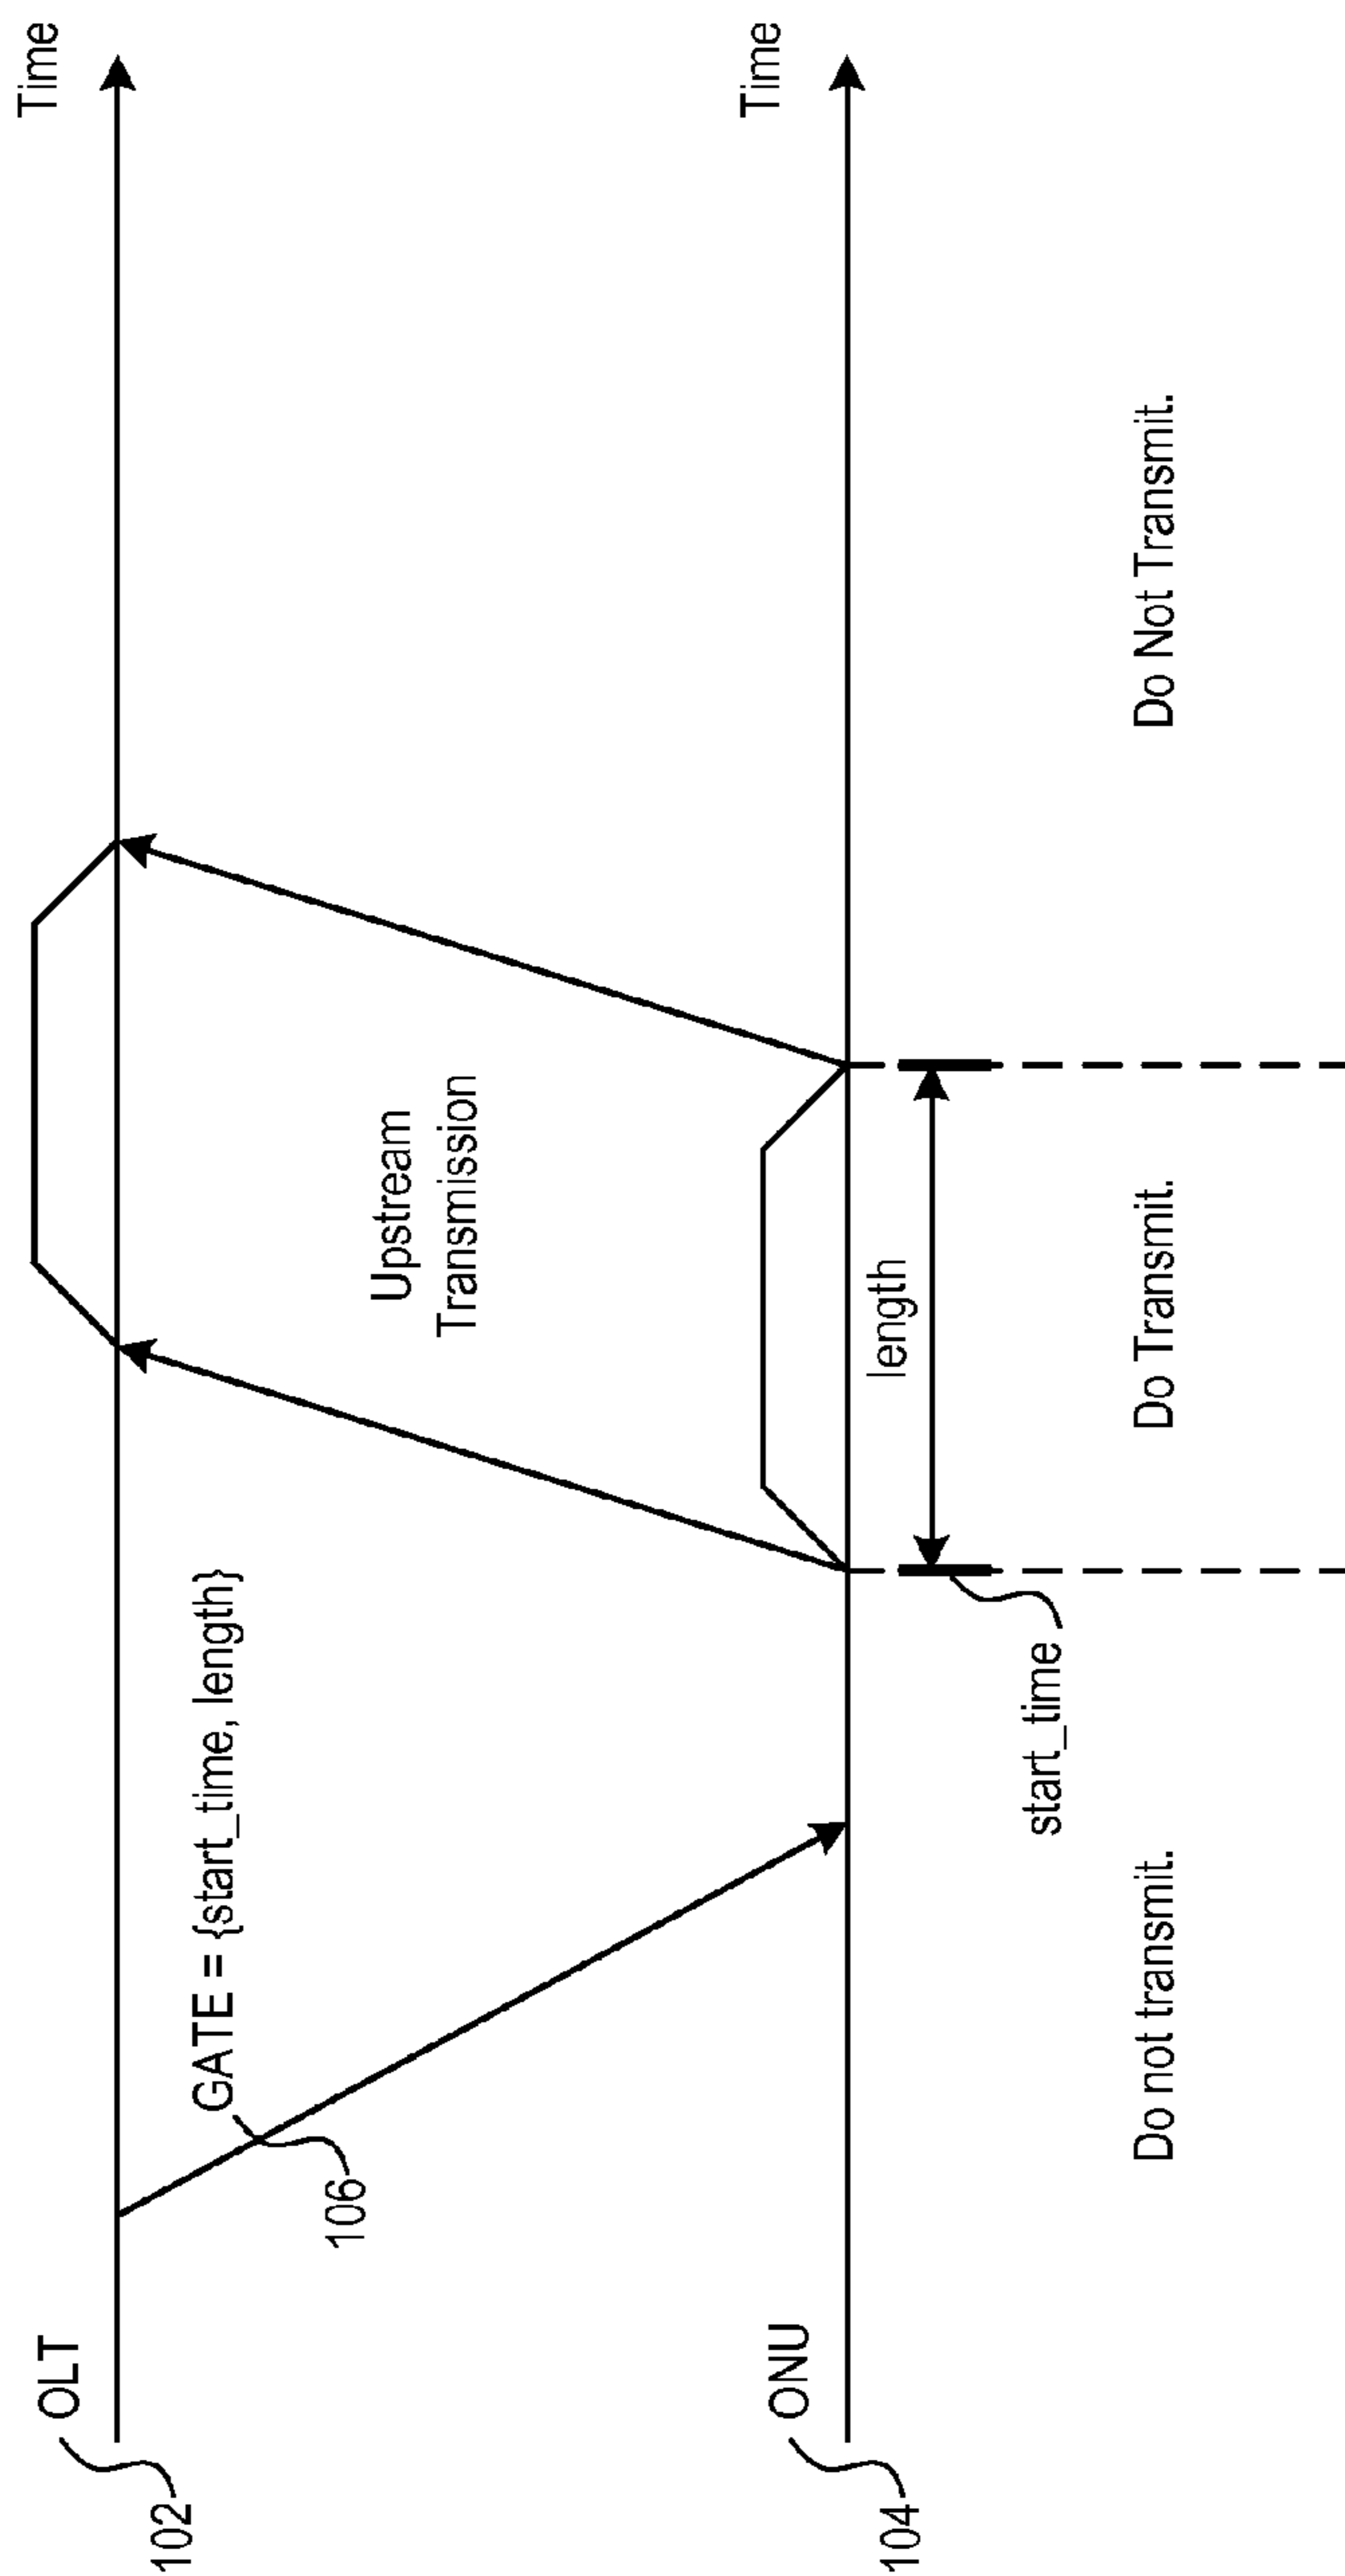 102
OLT
Time
GATE = {start_time, length}
106
Upstream
Transmission
104
ONU
Time
length
start_time
Do not transmit.
Do Transmit.
Do Not Transmit.